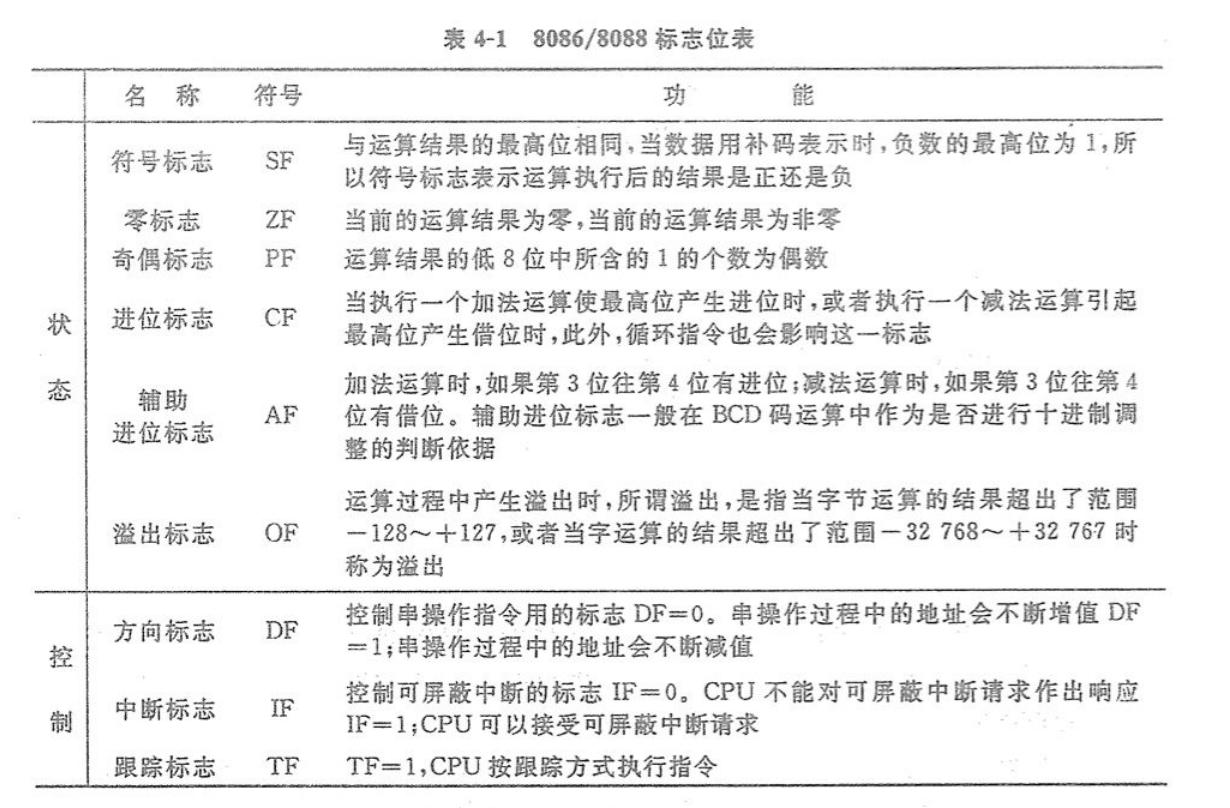 表 4-1 8086/8088 标志位表
名 称 符号 功 能
符号标志 SF 与运算结果的最高位相同,当数据用补码表示时,负数的最高位为 1,所
以符号标志表示运算执行后的结果是正还是负
零标志 ZF 当前的运算结果为零,当前的运算结果为非零
奇偶标志 PF 运算结果的低 8 位中所含的 1 的个数为偶数
状
进位标志 CF 当执行一个加法运算使最高位产生进位时,或者执行一个减法运算引起
最高位产生借位时,此外,循环指令也会影响这一标志
态
辅助
进位标志 AF 加法运算时,如果第 3 位往第 4 位有进位;减法运算时,如果第 3 位往第 4
位有借位。辅助进位标志一般在 BCD 码运算中作为是否进行十进制调
整的判断依据
溢出标志 OF 运算过程中产生溢出时,所谓溢出,是指当字节运算的结果超出了范围
-128~+127,或者当字运算的结果超出了范围-32 768~+32 767 时
称为溢出
方向标志 DF 控制串操作指令用的标志 DF=0。串操作过程中的地址会不断增值 DF
=1;串操作过程中的地址会不断减值
控
制
中断标志 IF 控制可屏蔽中断的标志 IF=0。CPU 不能对可屏蔽中断请求作出响应
IF=1;CPU 可以接受可屏蔽中断请求
跟踪标志 TF TF=1,CPU 按跟踪方式执行指令